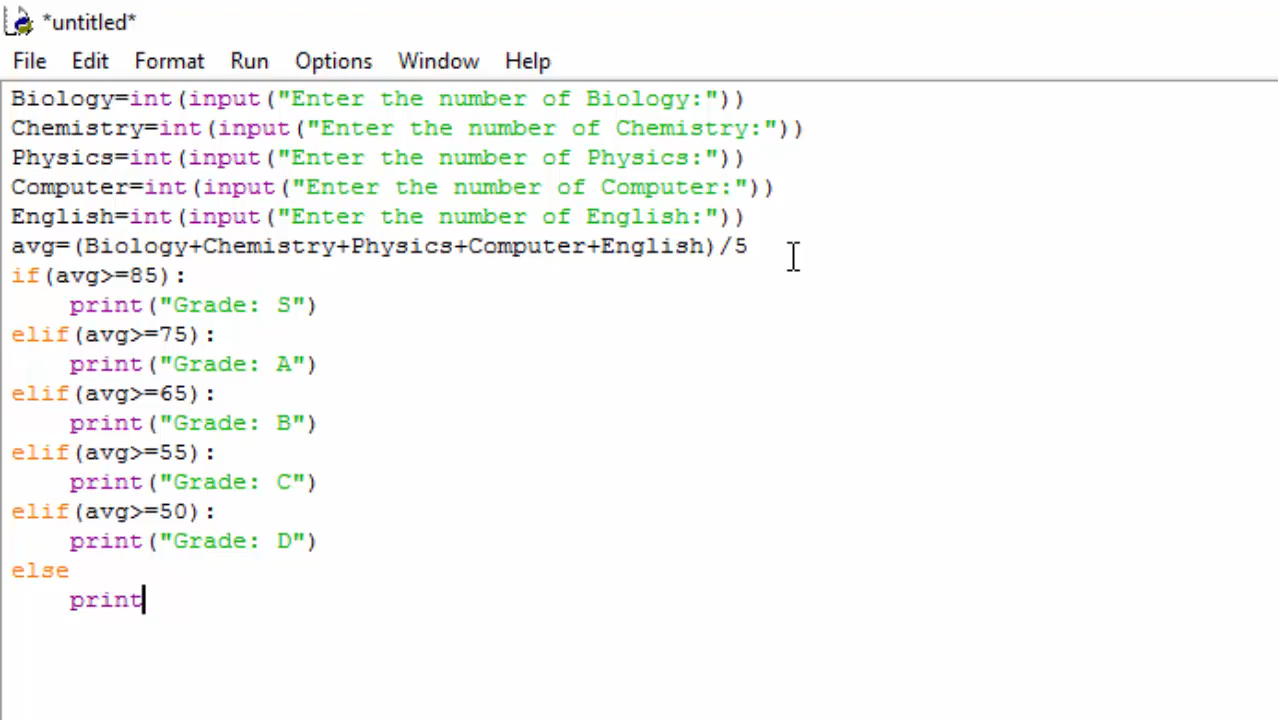 *untitled*
File Edit Format Run Options Window Help
Biology=int(input("Enter the number of Biology:"))
Chemistry=int(input("Enter the number of Chemistry:"))
Physics=int(input("Enter the number of Physics:"))
Computer=int(input("Enter the number of Computer:"))
English=int(input("Enter the number of English:"))
avg=(Biology+Chemistry+Physics+Computer+English)/5
if(avg>=85):
    print("Grade: S")
elif(avg>=75):
    print("Grade: A")
elif(avg>=65):
    print("Grade: B")
elif(avg>=55):
    print("Grade: C")
elif(avg>=50):
    print("Grade: D")
else
    print